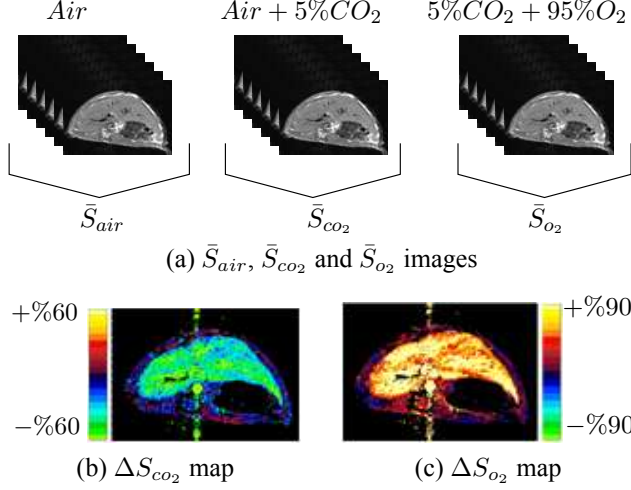 Air Air + 5%CO₂ 5%CO₂ + 95%O₂
S̄air S̄co₂ S̄o₂
(a) S̄air, S̄co₂ and S̄o₂ images
+%60 +%90
−%60 −%90
(b) ΔSco₂ map (c) ΔSo₂ map